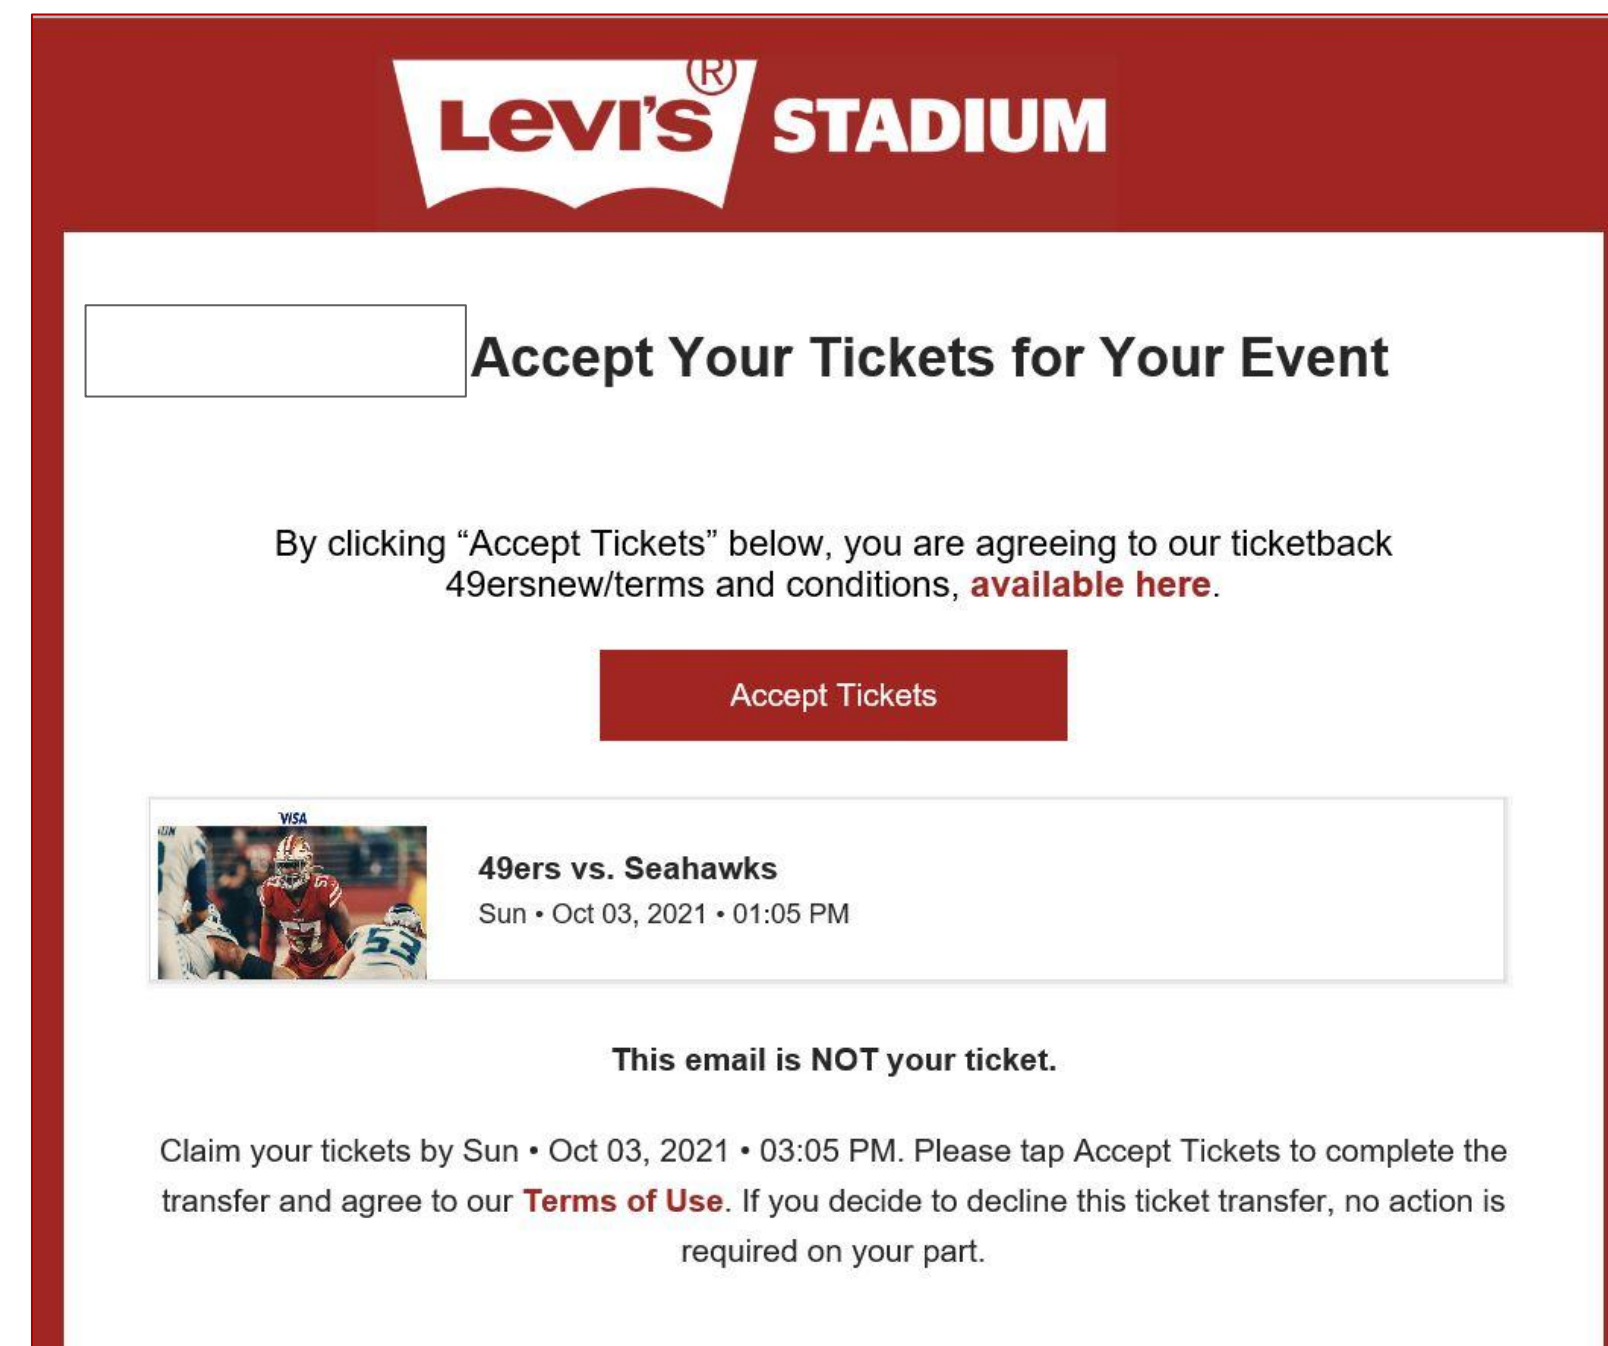 Levi's® STADIUM
Accept Your Tickets for Your Event
By clicking “Accept Tickets” below, you are agreeing to our ticketback
49ersnew/terms and conditions, available here.
Accept Tickets
VISA
49ers vs. Seahawks
Sun • Oct 03, 2021 • 01:05 PM
57
53
This email is NOT your ticket.
Claim your tickets by Sun • Oct 03, 2021 • 03:05 PM. Please tap Accept Tickets to complete the
transfer and agree to our Terms of Use. If you decide to decline this ticket transfer, no action is
required on your part.